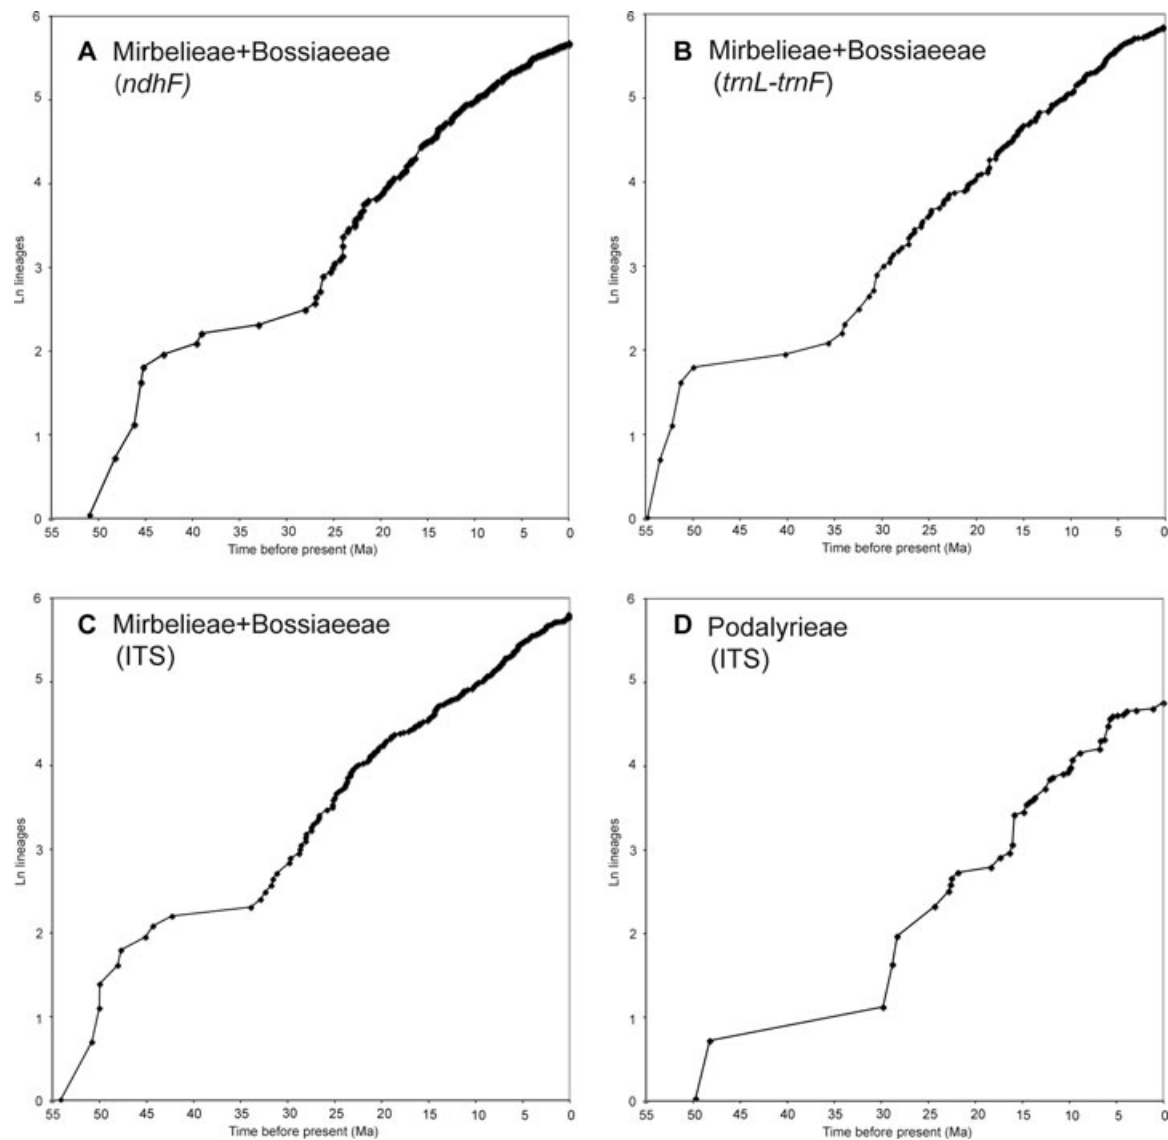 6
A Mirbelieae+Bossiaeeae
(ndhF)
5
4
Ln lineages
3
2
1
0
55 50 45 40 35 30 25 20 15 10 5 0
Time before present (Ma)
6
B Mirbelieae+Bossiaeeae
(trnL-trnF)
5
4
Ln lineages
3
2
1
0
55 50 45 40 35 30 25 20 15 10 5 0
Time before present (Ma)
6
C Mirbelieae+Bossiaeeae
(ITS)
5
4
Ln lineages
3
2
1
0
55 50 45 40 35 30 25 20 15 10 5 0
Time before present (Ma)
6
D Podalyrieae
(ITS)
5
4
Ln lineages
3
2
1
0
55 50 45 40 35 30 25 20 15 10 5 0
Time before present (Ma)